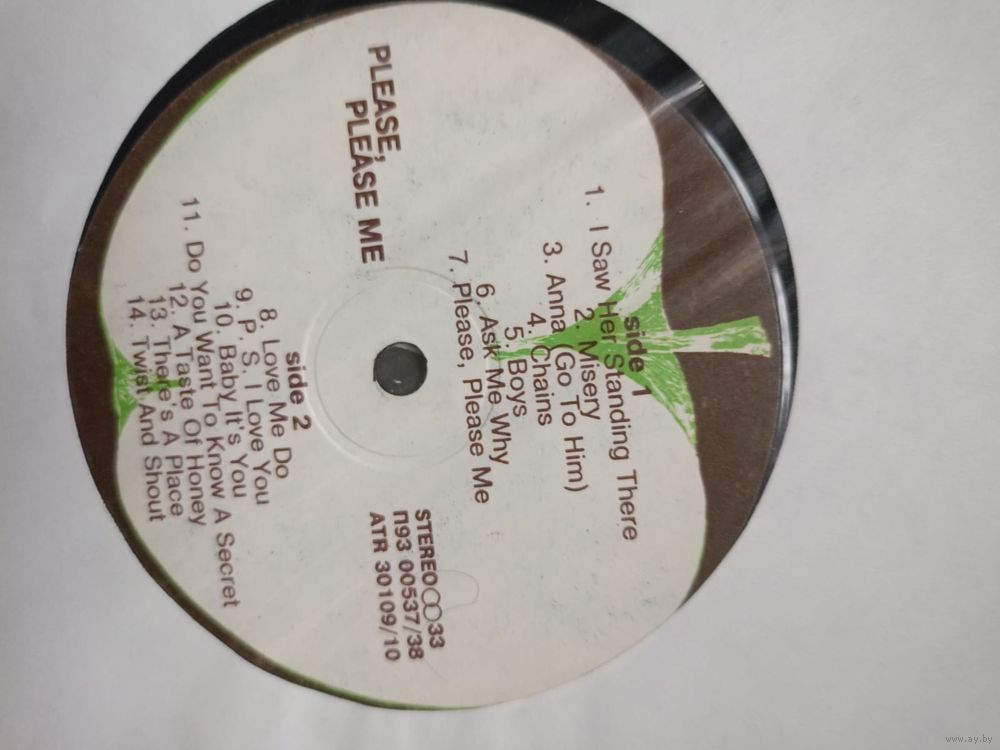 side 1
1. I Saw Her Standing There
2. Misery
3. Anna (Go To Him)
4. Chains
5. Boys
6. Ask Me Why
7. Please, Please Me
PLEASE,
PLEASE ME
STEREO 33
П93 00537/38
ATR 30109/10
side 2
8. Love Me Do
9. P. S. I Love You
10. Baby It's You
11. Do You Want To Know A Secret
12. A Taste Of Honey
13. There's A Place
14. Twist And Shout
www.ay.by